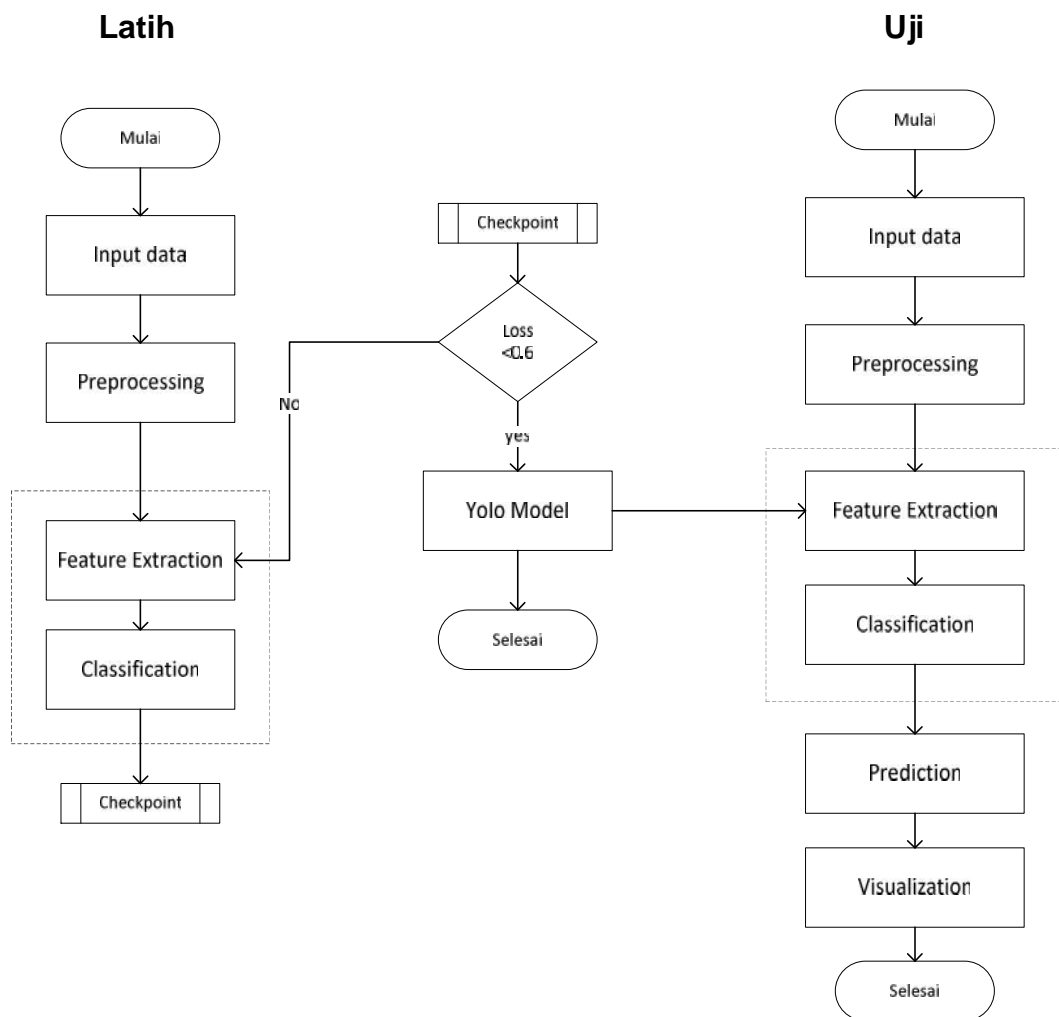 Latih
Mulai
Input data
Preprocessing
Feature Extraction
Classification
Checkpoint
Checkpoint
Loss
<0.6
No
yes
Yolo Model
Selesai
Uji
Mulai
Input data
Preprocessing
Feature Extraction
Classification
Prediction
Visualization
Selesai